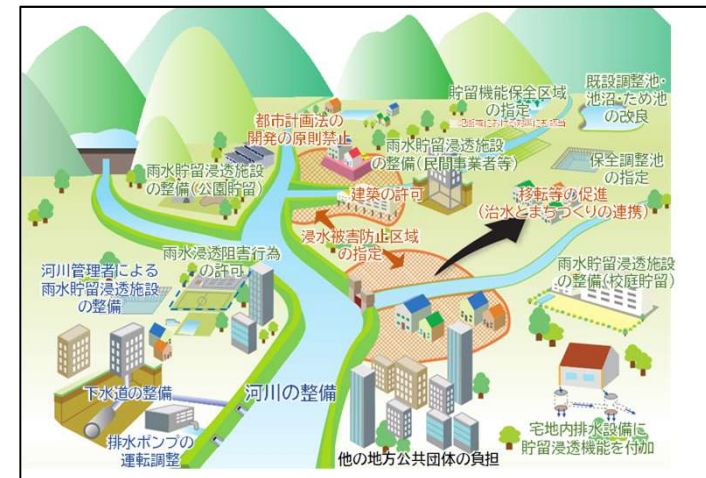 貯留機能保全区域
の指定
既設調整池・
池沼・ため池
の改良
都市計画法の
開発の原則禁止
雨水貯留浸透施設
の整備(民間事業者等)
雨水貯留浸透施設
の整備(公園貯留)
保全調整池
の指定
建築の許可
移転等の促進
(治水とまちづくりの連携)
浸水被害防止区域
の指定
雨水浸透阻害行為
の許可
河川管理者による
雨水貯留浸透施設
の整備
雨水貯留浸透施設
の整備(校庭貯留)
下水道の整備
河川の整備
排水ポンプの
運転調整
他の地方公共団体の負担
宅地内排水設備に
貯留浸透機能を付加